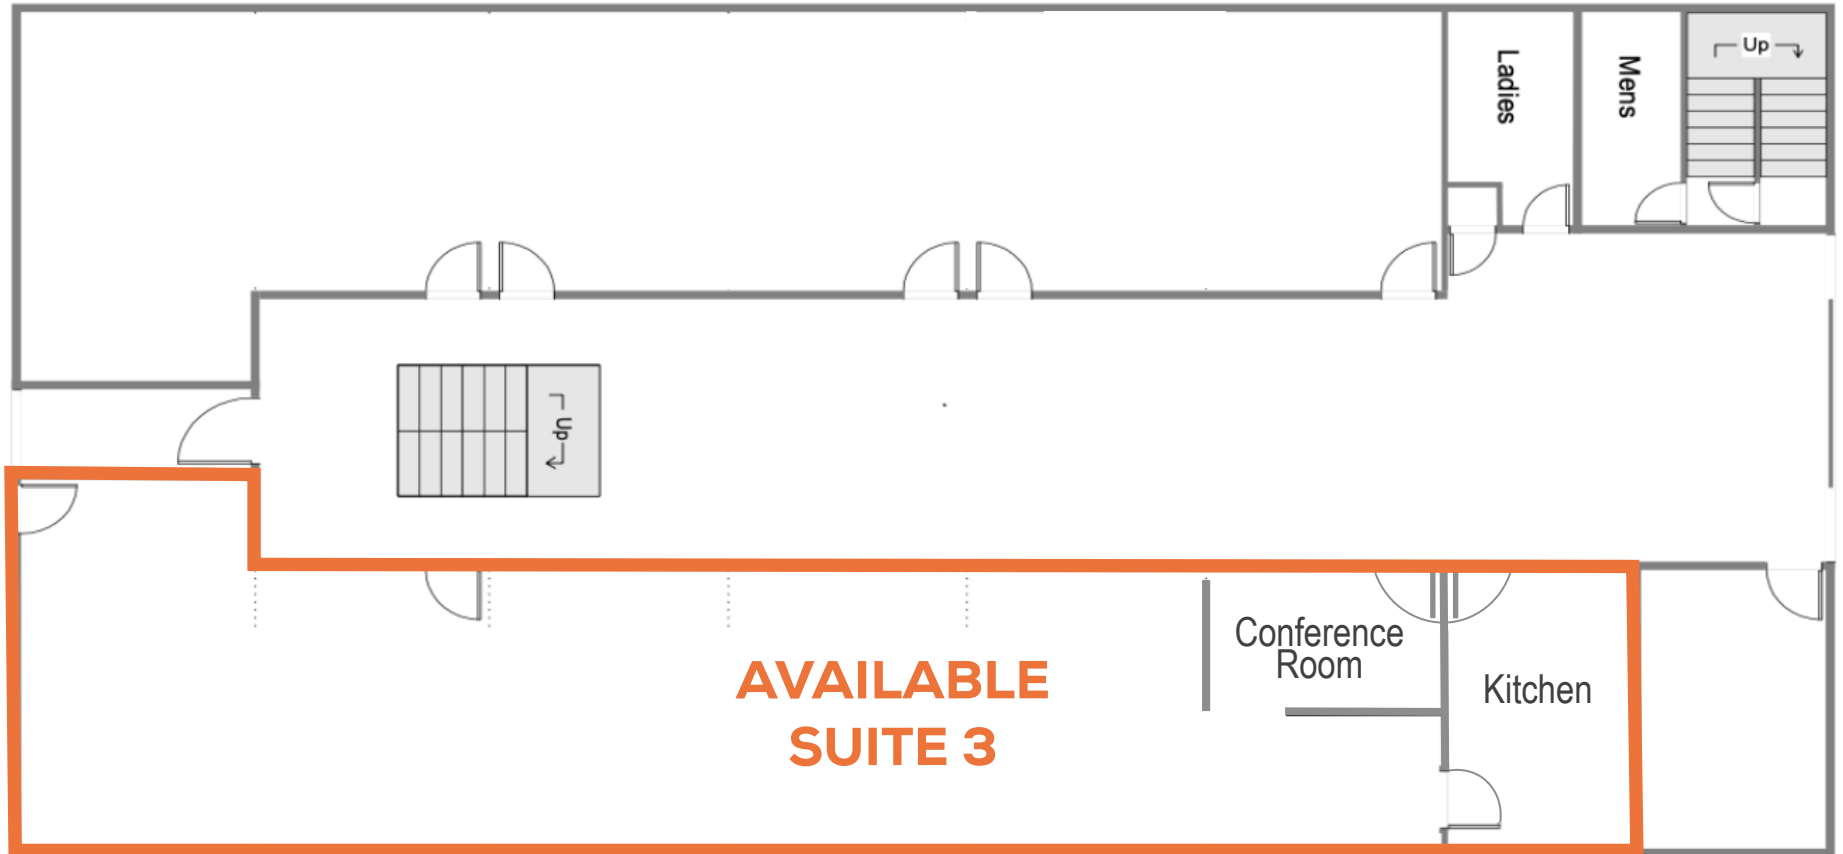 Ladies
Mens
Up
Up
Conference
Room
Kitchen
AVAILABLE
SUITE 3